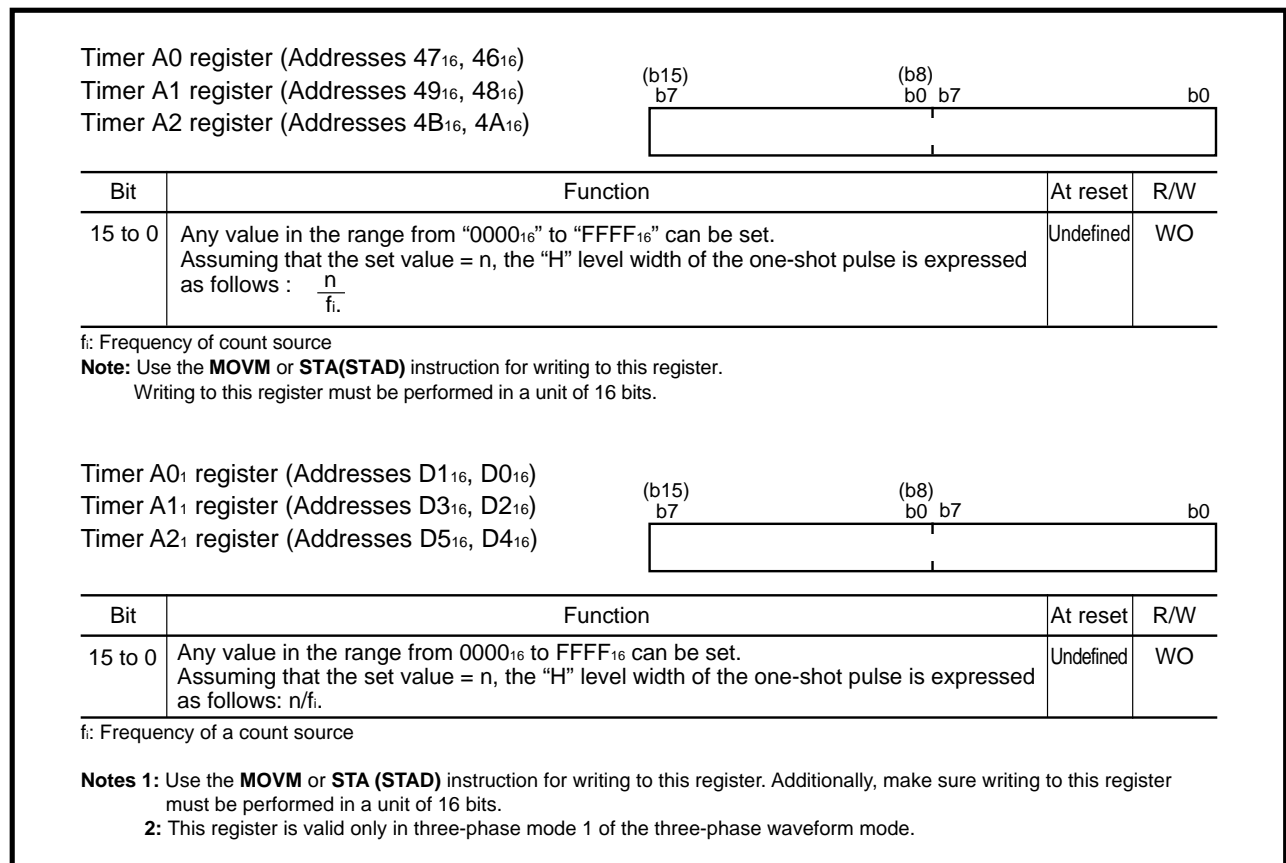 Timer A0 register (Addresses 47₁₆, 46₁₆)
Timer A1 register (Addresses 49₁₆, 48₁₆)
Timer A2 register (Addresses 4B₁₆, 4A₁₆)
(b15) (b8)
b7 b0 b7 b0
Bit Function At reset R/W
15 to 0 Any value in the range from “0000₁₆” to “FFFF₁₆” can be set. Undefined WO
Assuming that the set value = n, the “H” level width of the one-shot pulse is expressed
as follows : n
fᵢ.
fᵢ: Frequency of count source
Note: Use the MOVM or STA(STAD) instruction for writing to this register.
Writing to this register must be performed in a unit of 16 bits.
Timer A0₁ register (Addresses D1₁₆, D0₁₆)
Timer A1₁ register (Addresses D3₁₆, D2₁₆)
Timer A2₁ register (Addresses D5₁₆, D4₁₆)
(b15) (b8)
b7 b0 b7 b0
Bit Function At reset R/W
15 to 0 Any value in the range from 0000₁₆ to FFFF₁₆ can be set. Undefined WO
Assuming that the set value = n, the “H” level width of the one-shot pulse is expressed
as follows: n/fᵢ.
fᵢ: Frequency of a count source
Notes 1: Use the MOVM or STA (STAD) instruction for writing to this register. Additionally, make sure writing to this register
must be performed in a unit of 16 bits.
2: This register is valid only in three-phase mode 1 of the three-phase waveform mode.